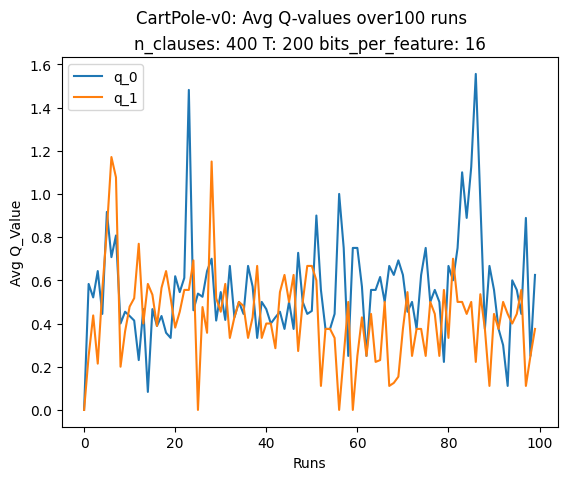 CartPole-v0: Avg Q-values over100 runs
n_clauses: 400 T: 200 bits_per_feature: 16
q_0
q_1
1.6
1.4
1.2
1.0
0.8
0.6
0.4
0.2
0.0
Avg Q_Value
0 20 40 60 80 100
Runs